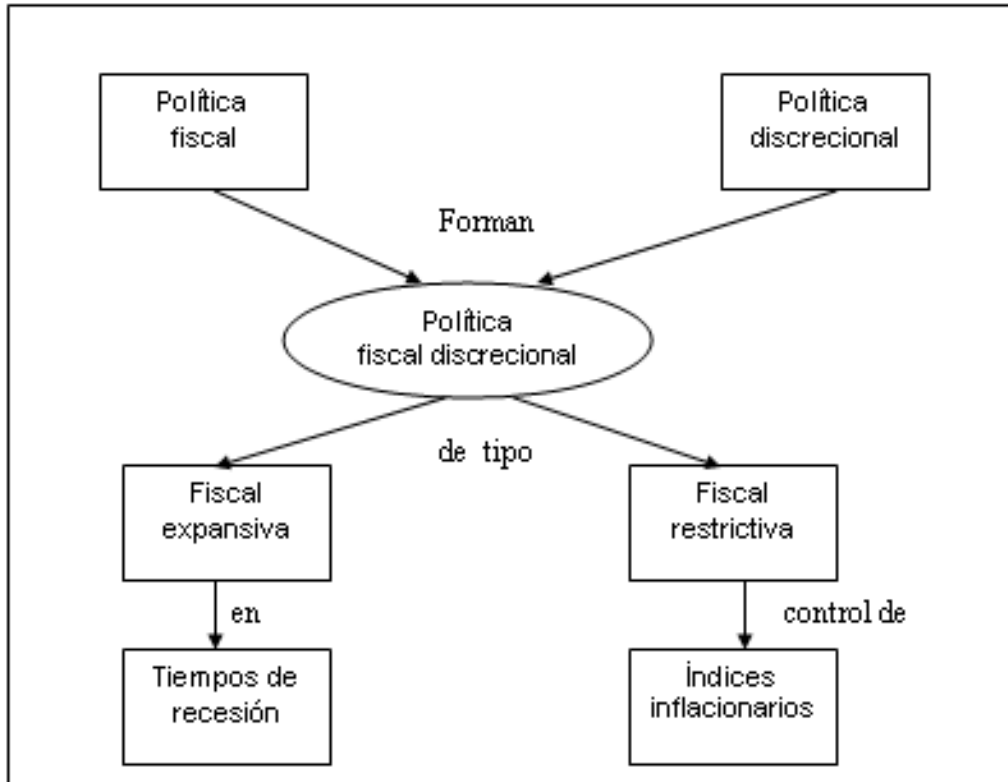 Política
fiscal
Política
discrecional
Forman
Política
fiscal discrecional
de tipo
Fiscal
expansiva
Fiscal
restrictiva
en
control de
Tiempos de
recesión
Índices
inflacionarios